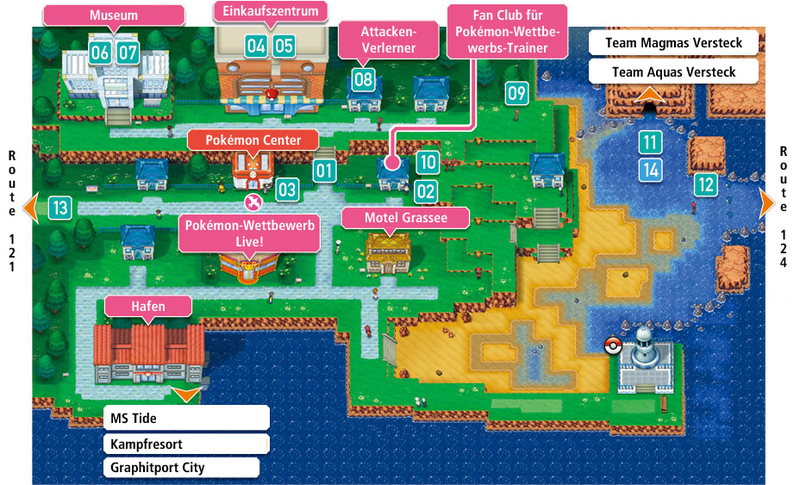 Museum
06 07
Einkaufszentrum
04 05
Attacken-
Verlerner
08
Fan Club für
Pokémon-Wettbe-
werbs-Trainer
09
Team Magmas Versteck
Team Aquas Versteck
11
14
12
Pokémon Center
01
03
10
02
Route 121
13
Route 124
Pokémon-Wettbewerb
Live!
Motel Grassee
Hafen
MS Tide
Kampfresort
Graphitport City